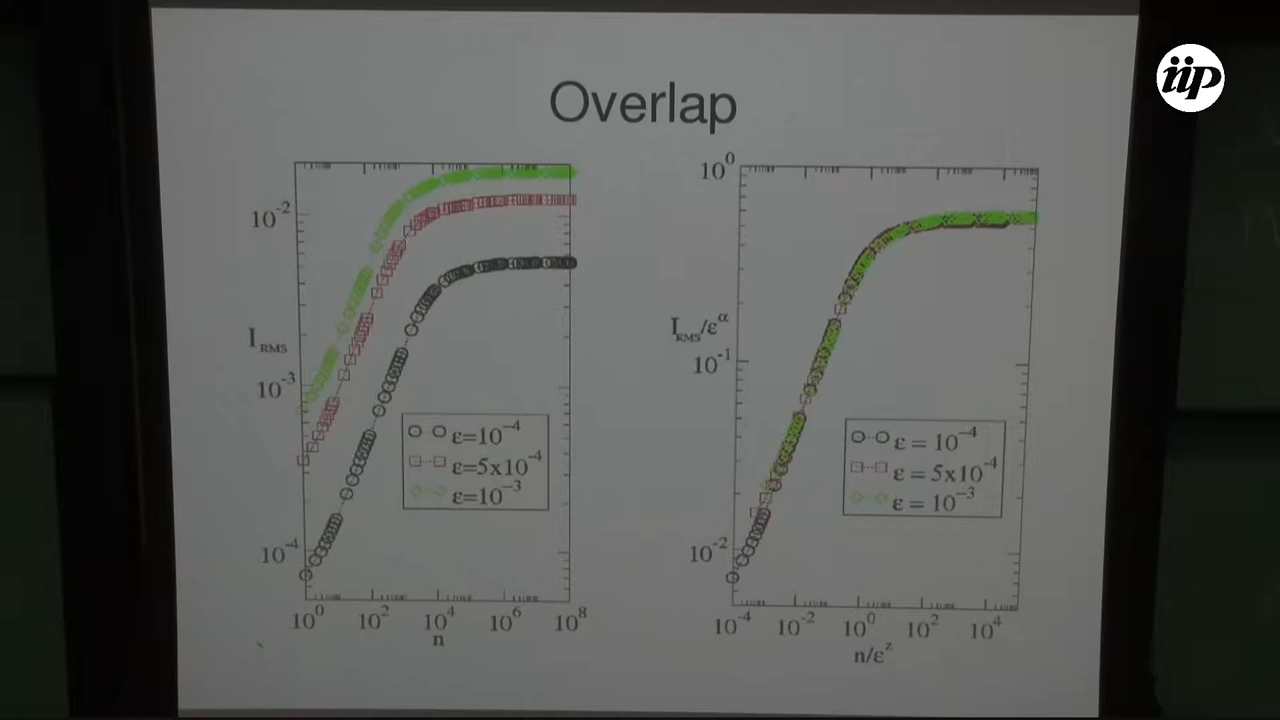 iip
Overlap
10^-2
I_RMS
10^-3
10^-4
10^0 10^2 10^4 10^6 10^8
n
ε=10^-4
ε=5x10^-4
ε=10^-3
10^0
I_RMS/ε^α
10^-1
10^-2
10^-4 10^-2 10^0 10^2 10^4
n/ε^z
ε = 10^-4
ε = 5x10^-4
ε = 10^-3